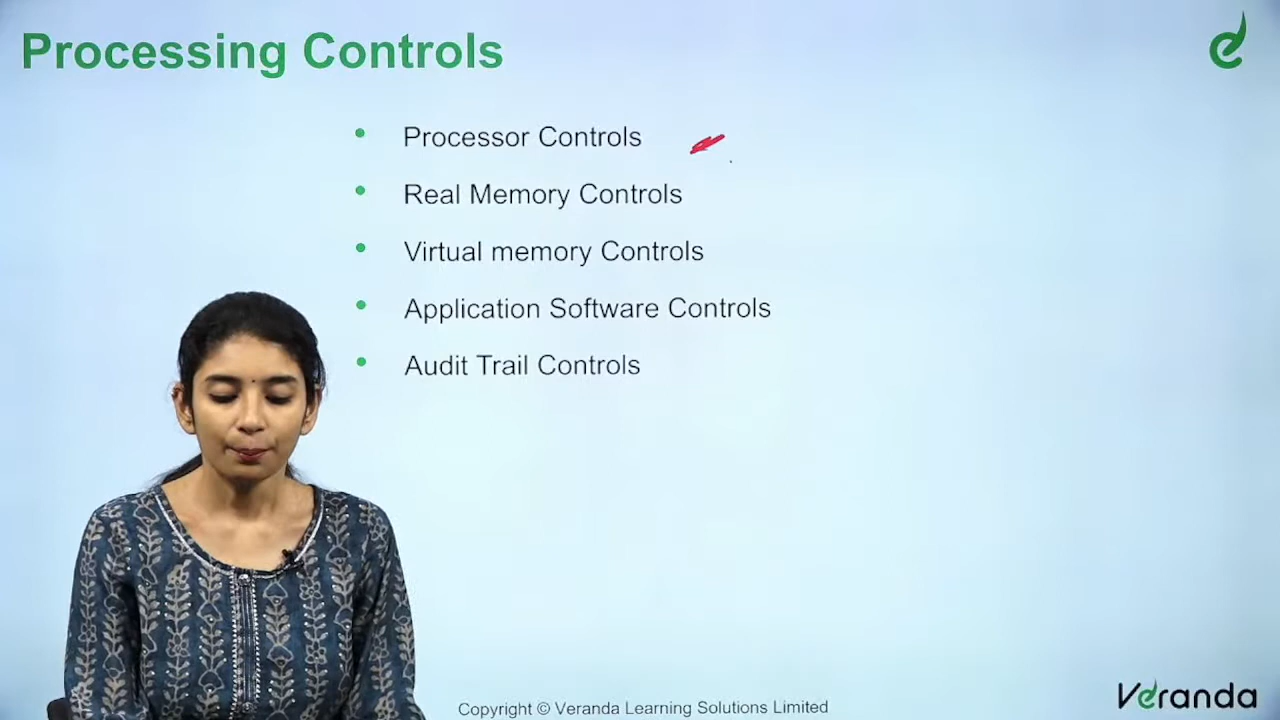 Processing Controls
Processor Controls
Real Memory Controls
Virtual memory Controls
Application Software Controls
Audit Trail Controls
Copyright © Veranda Learning Solutions Limited
Veranda